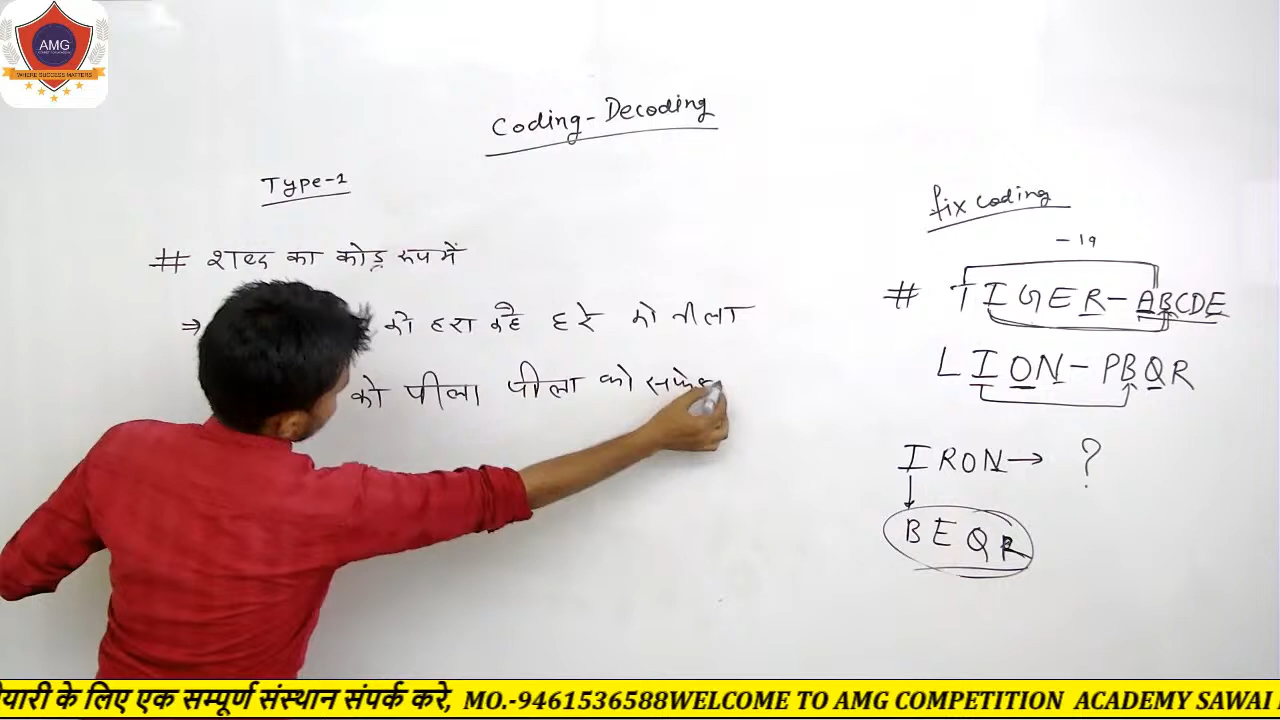 AMG
WHERE SUCCESS MATTERS
Coding-Decoding
Type-1
# शब्द का कोड रूप में
⇒ को हरा कहे हरे को नीला
को पीला पीला को सफेद
fix coding
-19
# TIGER-ABCDE
LION-PBQR
IRON→ ?
BEQR
यारी के लिए एक सम्पूर्ण संस्थान संपर्क करे, MO.-9461536588WELCOME TO AMG COMPETITION ACADEMY SAWAI